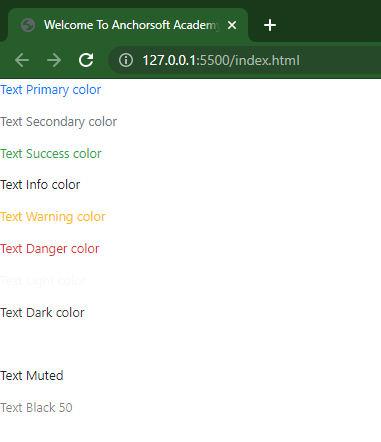 Welcome To Anchorsoft Academy
127.0.0.1:5500/index.html
Text Primary color
Text Secondary color
Text Success color
Text Info color
Text Warning color
Text Danger color
Text Light color
Text Dark color
Text Muted
Text Black 50